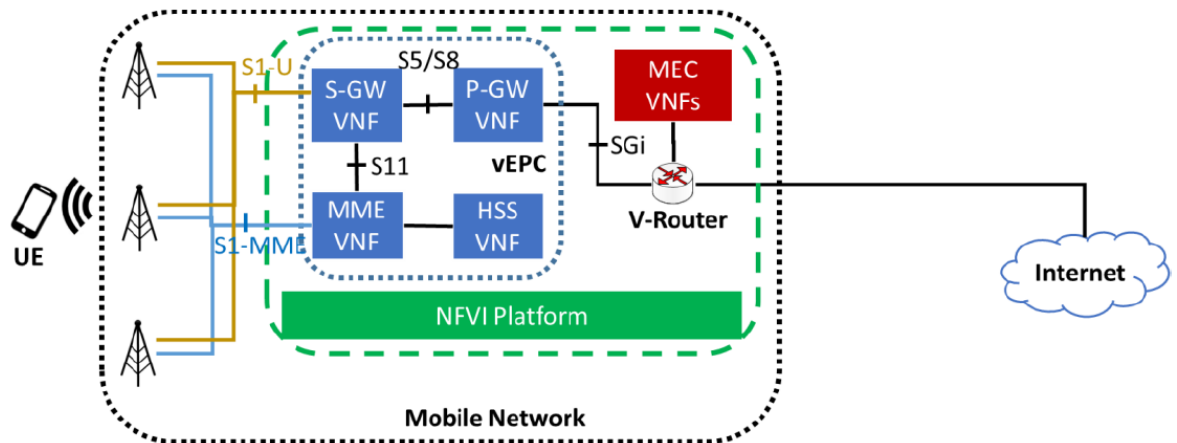 S1-U
S5/S8
S-GW
VNF
P-GW
VNF
MEC
VNFs
SGi
S11
vEPC
MME
VNF
HSS
VNF
V-Router
UE
S1-MME
Internet
NFVI Platform
Mobile Network